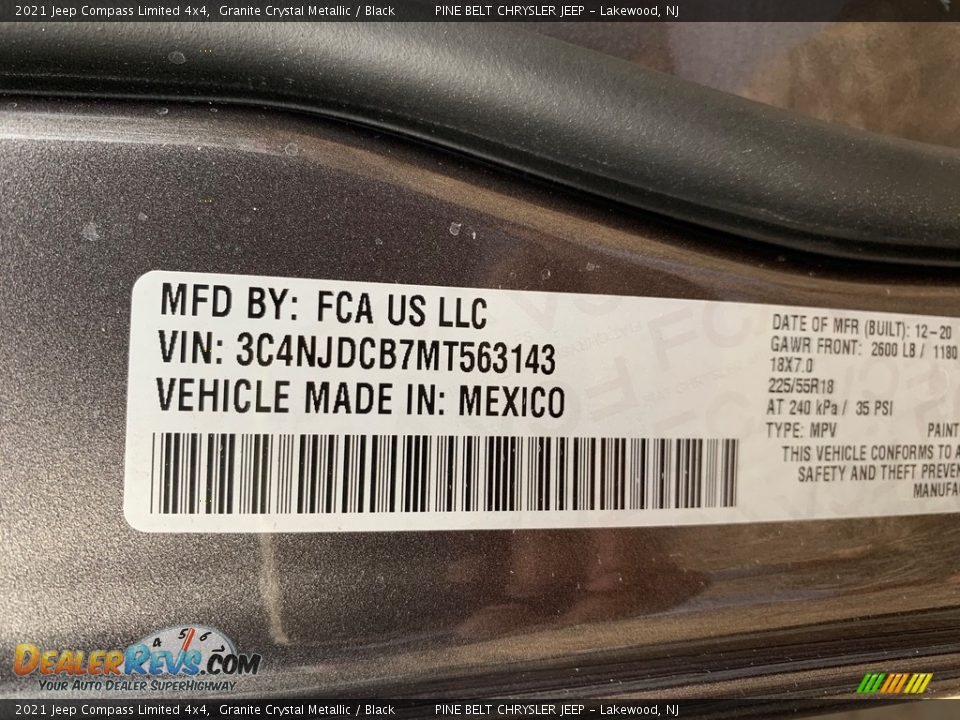 2021 Jeep Compass Limited 4x4, Granite Crystal Metallic / Black PINE BELT CHRYSLER JEEP - Lakewood, NJ
MFD BY: FCA US LLC
VIN: 3C4NJDCB7MT563143
VEHICLE MADE IN: MEXICO
DATE OF MFR (BUILT): 12-20
GAWR FRONT: 2600 LB / 1180
18X7.0
225/55R18
AT 240 kPa / 35 PSI
TYPE: MPV PAINT
THIS VEHICLE CONFORMS TO A
SAFETY AND THEFT PREVEN
MANUFA
4 5 6
DEALERREVS.COM
YOUR AUTO DEALER SUPERHIGHWAY
2021 Jeep Compass Limited 4x4, Granite Crystal Metallic / Black PINE BELT CHRYSLER JEEP - Lakewood, NJ